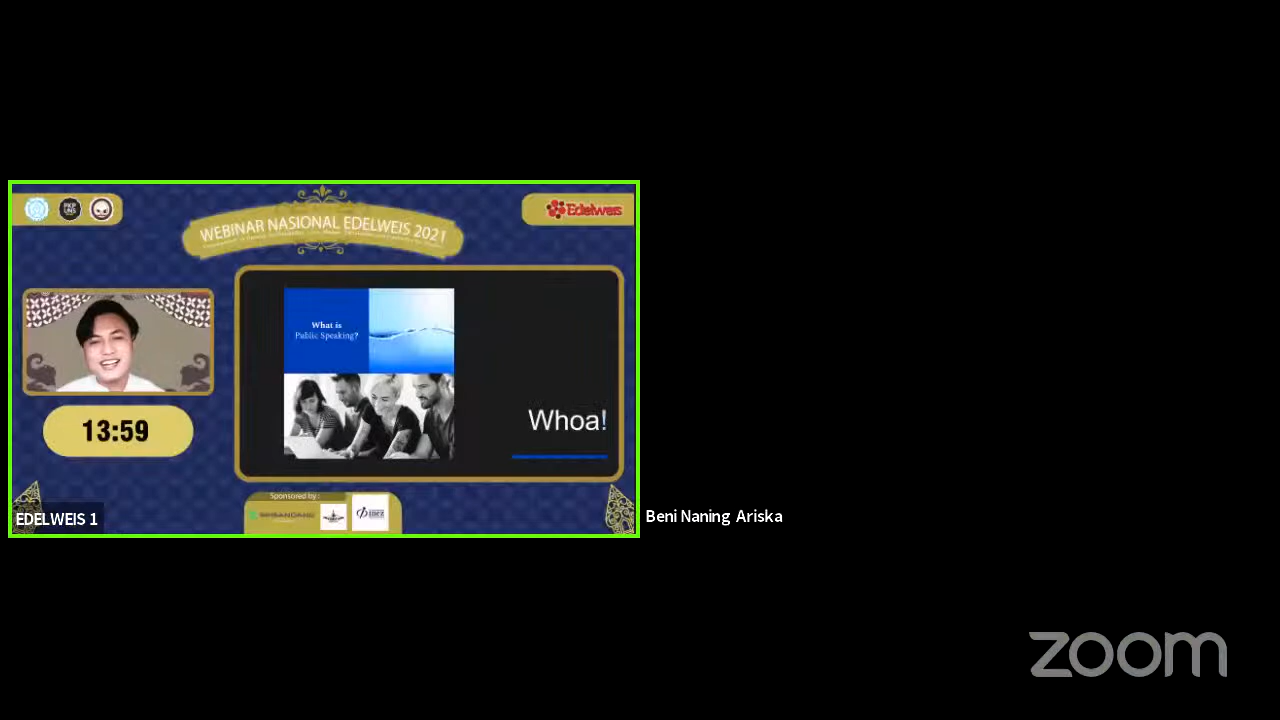 Edelweis
WEBINAR NASIONAL EDELWEIS 2021
What is
Public Speaking?
13:59
Whoa!
Sponsored by :
EDELWEIS 1
Beni Naning Ariska
zoom